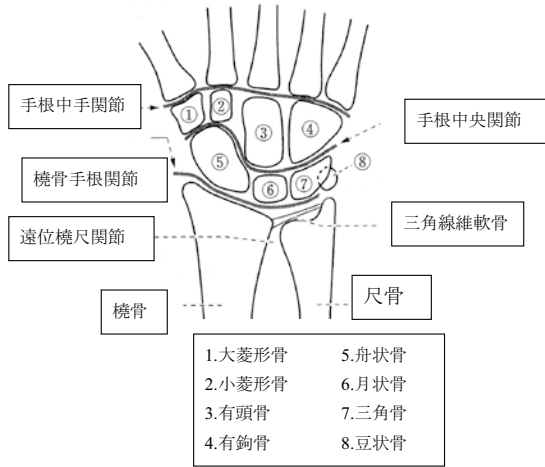 ①
②
③
④
⑤
⑥
⑦
⑧
手根中手関節
手根中央関節
橈骨手根関節
遠位橈尺関節
三角線維軟骨
橈骨
尺骨
1.大菱形骨 5.舟状骨
2.小菱形骨 6.月状骨
3.有頭骨 7.三角骨
4.有鉤骨 8.豆状骨